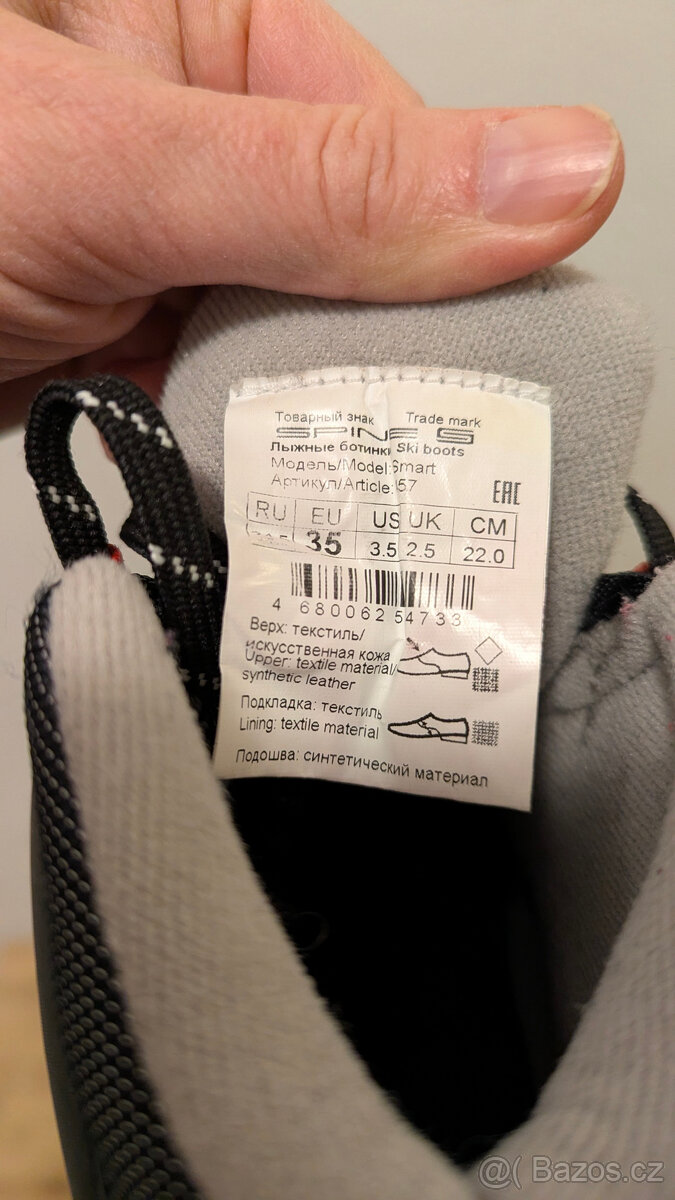 Товарный знак Trade mark
SPINE
Лыжные ботинки Ski boots
Модель/Model:Smart
Артикул/Article:57
EAC
RU EU US UK CM
35 3.5 2.5 22.0
4 680062 54733
Верх: текстиль/
искусственная кожа
Upper: textile material/
synthetic leather
Подкладка: текстиль
Lining: textile material
Подошва: синтетический материал
@( Bazos.cz